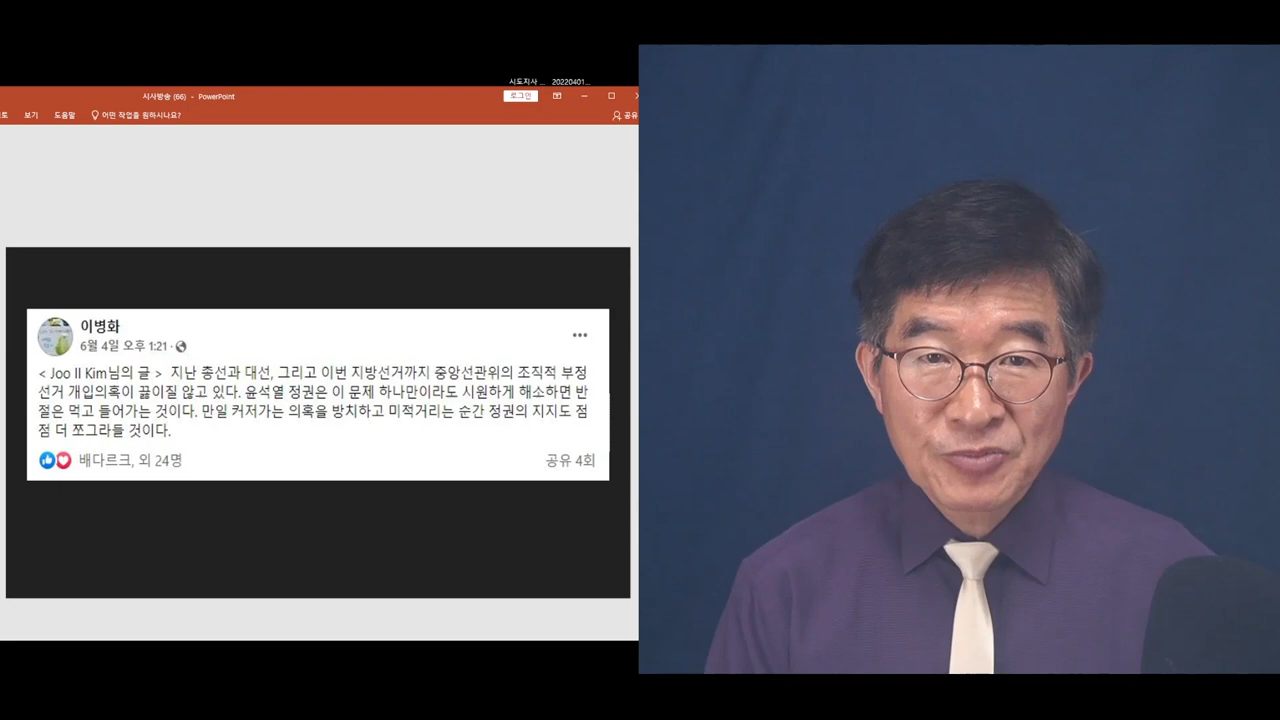 시도지사 ... 20220401...
시사방송 (66) - PowerPoint
로그인
토 보기 도움말 어떤 작업을 원하시나요? 공유
이병화
6월 4일 오후 1:21 ·
< Joo Il Kim님의 글 > 지난 총선과 대선, 그리고 이번 지방선거까지 중앙선관위의 조직적 부정
선거 개입의혹이 끓이질 않고 있다. 윤석열 정권은 이 문제 하나만이라도 시원하게 해소하면 반
절은 먹고 들어가는 것이다. 만일 커저가는 의혹을 방치하고 미적거리는 순간 정권의 지지도 점
점 더 쪼그라들 것이다.
배다르크, 외 24명
공유 4회